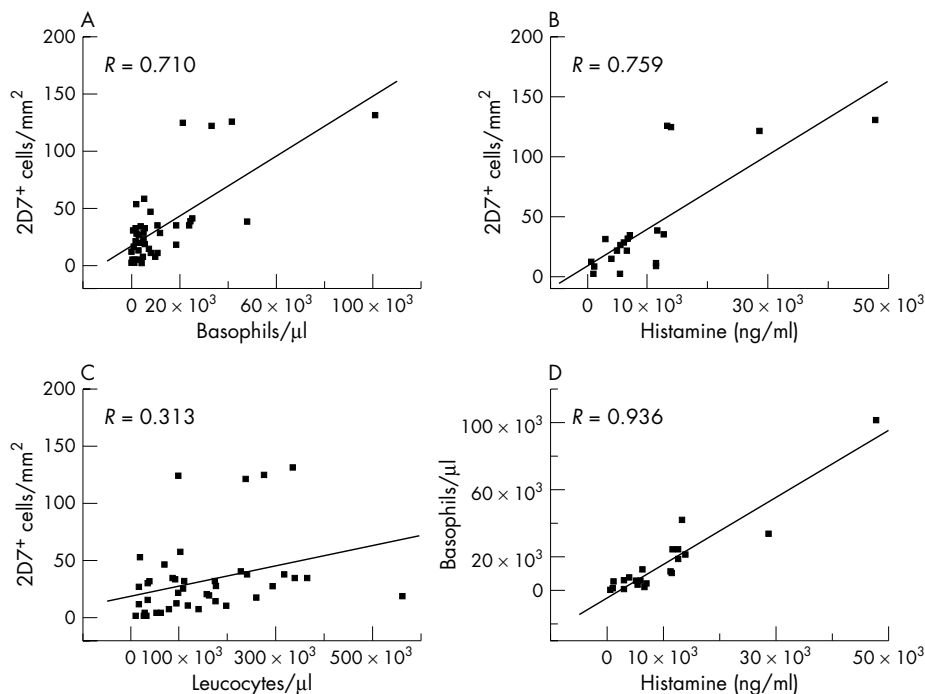 A
200
150
100
50
0
2D7⁺ cells/mm²
R = 0.710
0 20 × 10³ 60 × 10³ 100 × 10³
Basophils/µl
B
200
150
100
50
0
2D7⁺ cells/mm²
R = 0.759
0 10 × 10³ 30 × 10³ 50 × 10³
Histamine (ng/ml)
C
200
150
100
50
0
2D7⁺ cells/mm²
R = 0.313
0 100 × 10³ 300 × 10³ 500 × 10³
Leucocytes/µl
D
100 × 10³
60 × 10³
20 × 10³
0
Basophils/µl
R = 0.936
0 10 × 10³ 30 × 10³ 50 × 10³
Histamine (ng/ml)